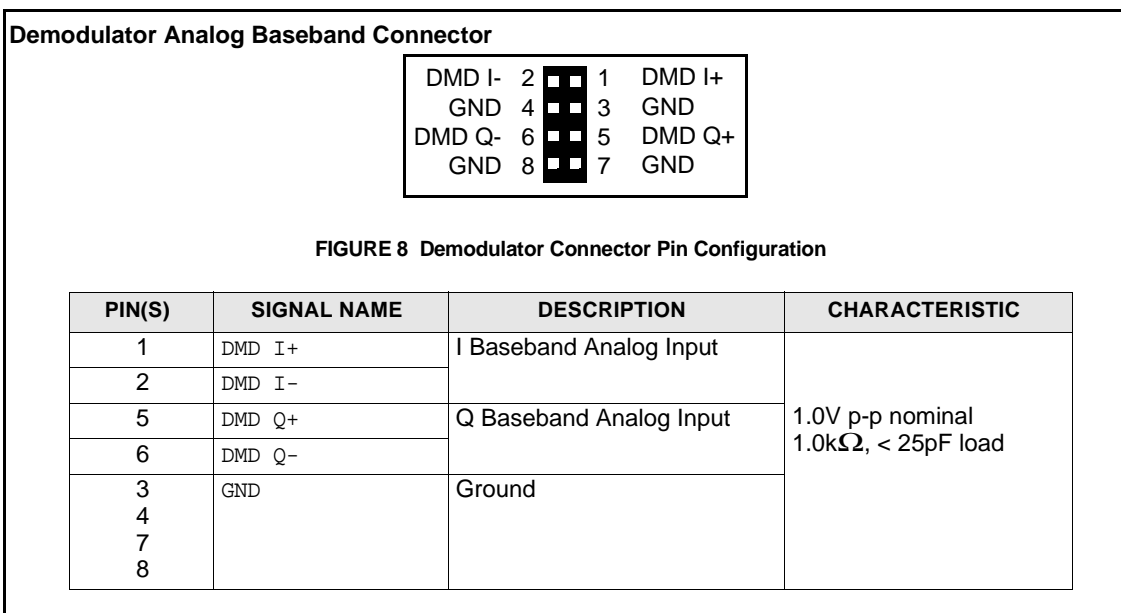 Demodulator Analog Baseband Connector
DMD I- 2 1 DMD I+
GND 4 3 GND
DMD Q- 6 5 DMD Q+
GND 8 7 GND
FIGURE 8 Demodulator Connector Pin Configuration
PIN(S) SIGNAL NAME DESCRIPTION CHARACTERISTIC
1 DMD I+ I Baseband Analog Input
2 DMD I-
5 DMD Q+ Q Baseband Analog Input 1.0V p-p nominal
6 DMD Q- 1.0kΩ, < 25pF load
3 GND Ground
4
7
8